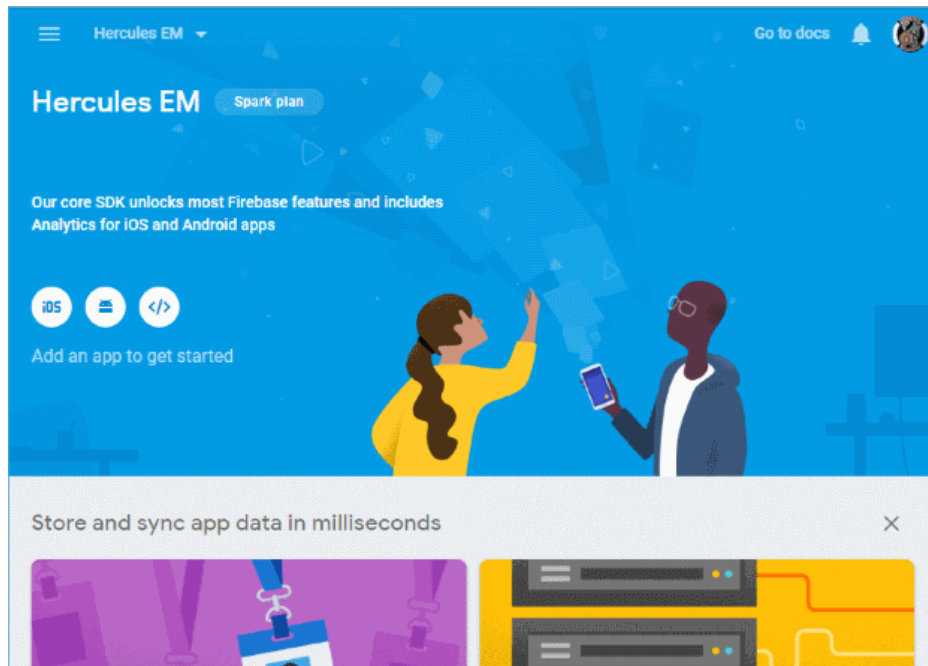 Hercules EM
Go to docs
Hercules EM
Spark plan
Our core SDK unlocks most Firebase features and includes
Analytics for iOS and Android apps
iOS
</>
Add an app to get started
Store and sync app data in milliseconds